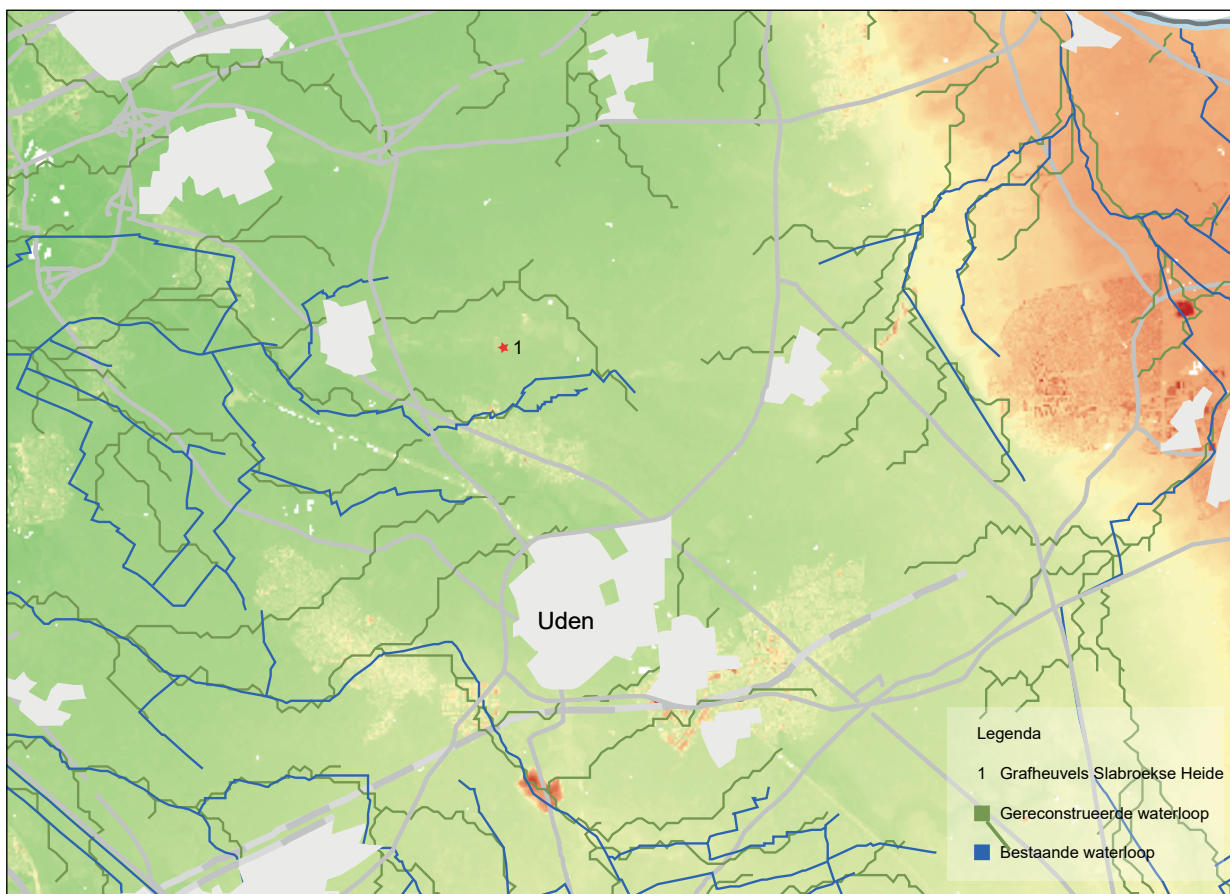 1
Uden
Legenda
1 Grafheuvels Slabroekse Heide
Gereconstrueerde waterloop
Bestaande waterloop